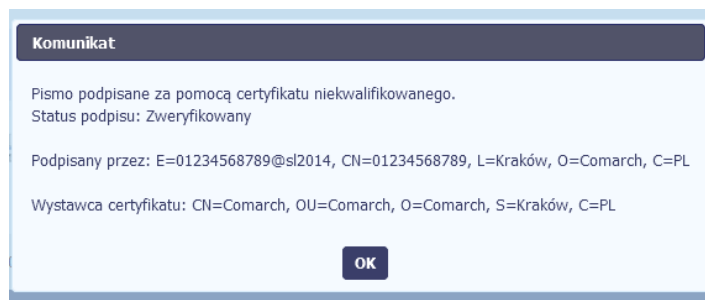 Komunikat
Pismo podpisane za pomocą certyfikatu niekwalifikowanego.
Status podpisu: Zweryfikowany
Podpisany przez: E=01234568789@sl2014, CN=01234568789, L=Kraków, O=Comarch, C=PL
Wystawca certyfikatu: CN=Comarch, OU=Comarch, O=Comarch, S=Kraków, C=PL
OK